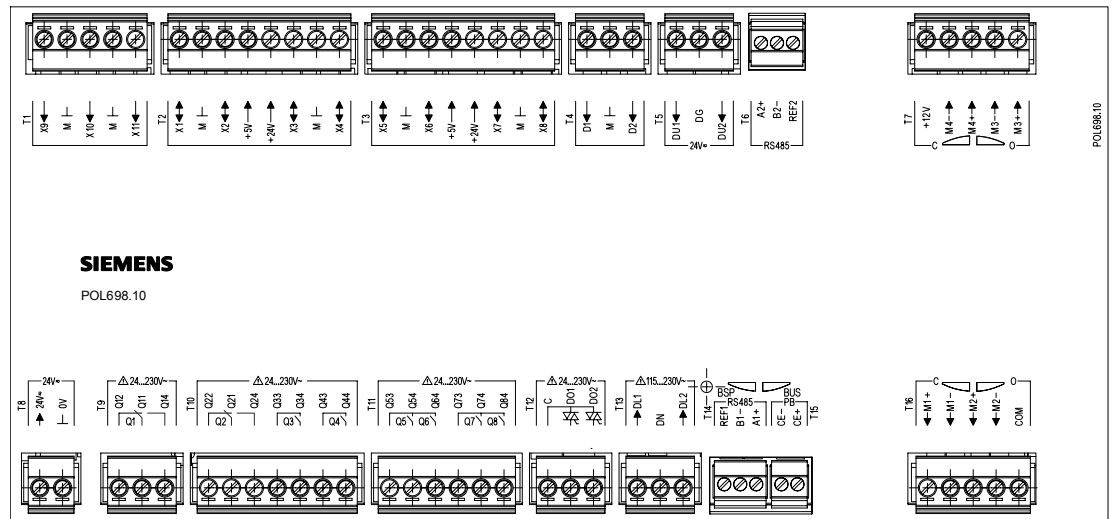 T1 X9 M X10 M X11
T2 X1 M X2 +5V +24V X3 M X4
T3 X5 M X6 +5V +24V X7 M X8
T4 D1 M D2
T5 DU1 DG DU2
24V≂
T6 A2+ B2- REF2
RS485
T7 +12V M4- M4+ M3- M3+
C O
POL698.10
SIEMENS
POL698.10
24V≂
T8 24V≂ 0V
⚠24...230V~
T9 Q12 Q11 Q14
Q1
⚠24...230V~
T10 Q22 Q21 Q24 Q33 Q34 Q43 Q44
Q2 Q3 Q4
⚠24...230V~
T11 Q53 Q54 Q64 Q73 Q74 Q84
Q5 Q6 Q7 Q8
⚠24...230V~
T12 C DO1 DO2
⚠115...230V~
T13 DL1 DN DL2
BSP BUS
RS485 PB
T14 REF1 B1- A1+ CE- CE+ T15
C O
T16 M1+ M1- M2+ M2- COM